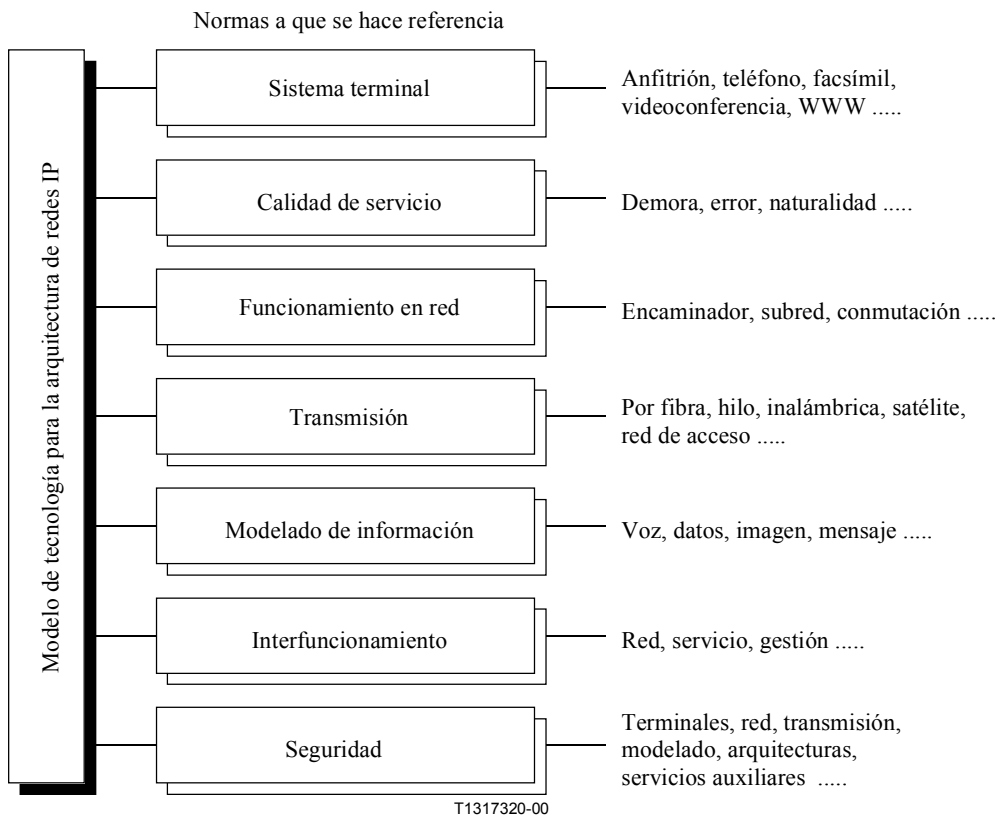 Normas a que se hace referencia
Modelo de tecnología para la arquitectura de redes IP
Sistema terminal
Anfitrión, teléfono, facsímil,
videoconferencia, WWW .....
Calidad de servicio
Demora, error, naturalidad .....
Funcionamiento en red
Encaminador, subred, conmutación .....
Transmisión
Por fibra, hilo, inalámbrica, satélite,
red de acceso .....
Modelado de información
Voz, datos, imagen, mensaje .....
Interfuncionamiento
Red, servicio, gestión .....
Seguridad
Terminales, red, transmisión,
modelado, arquitecturas,
servicios auxiliares .....
T1317320-00